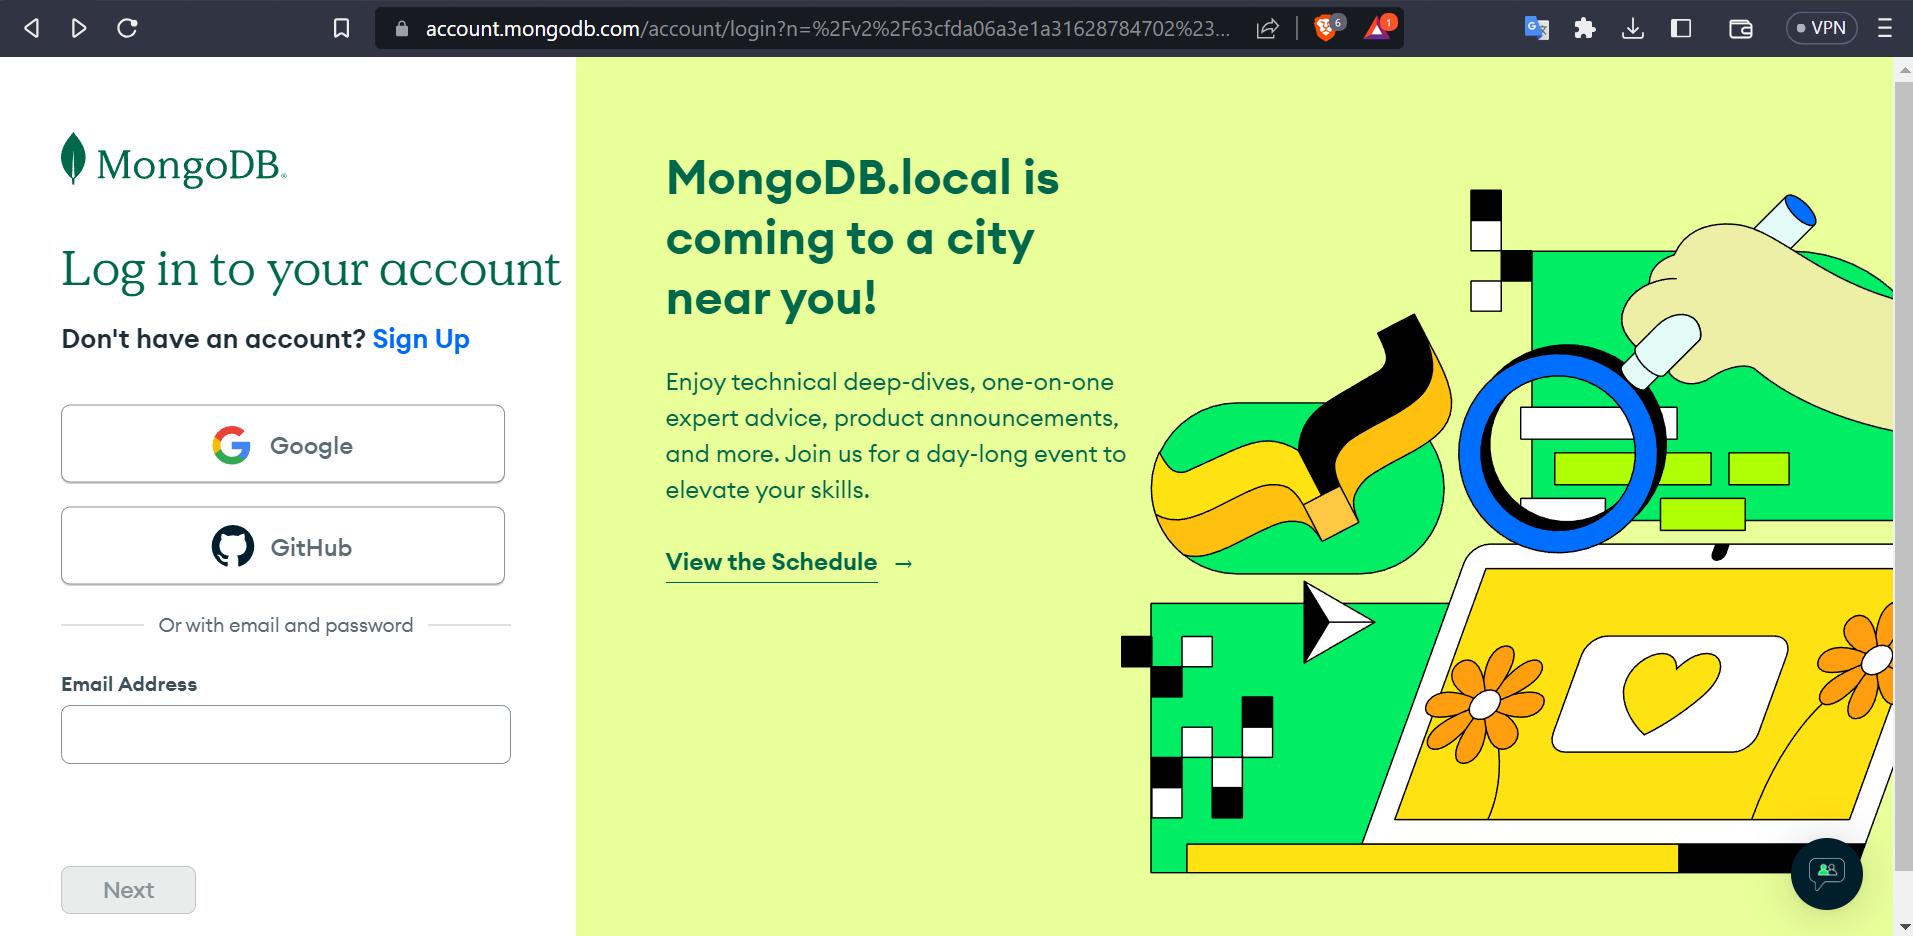 account.mongodb.com/account/login?n=%2Fv2%2F63cfda06a3e1a31628784702%23...
6
1
VPN
MongoDB®
Log in to your account
Don't have an account? Sign Up
Google
GitHub
Or with email and password
Email Address
Next
MongoDB.local is
coming to a city
near you!
Enjoy technical deep-dives, one-on-one
expert advice, product announcements,
and more. Join us for a day-long event to
elevate your skills.
View the Schedule →